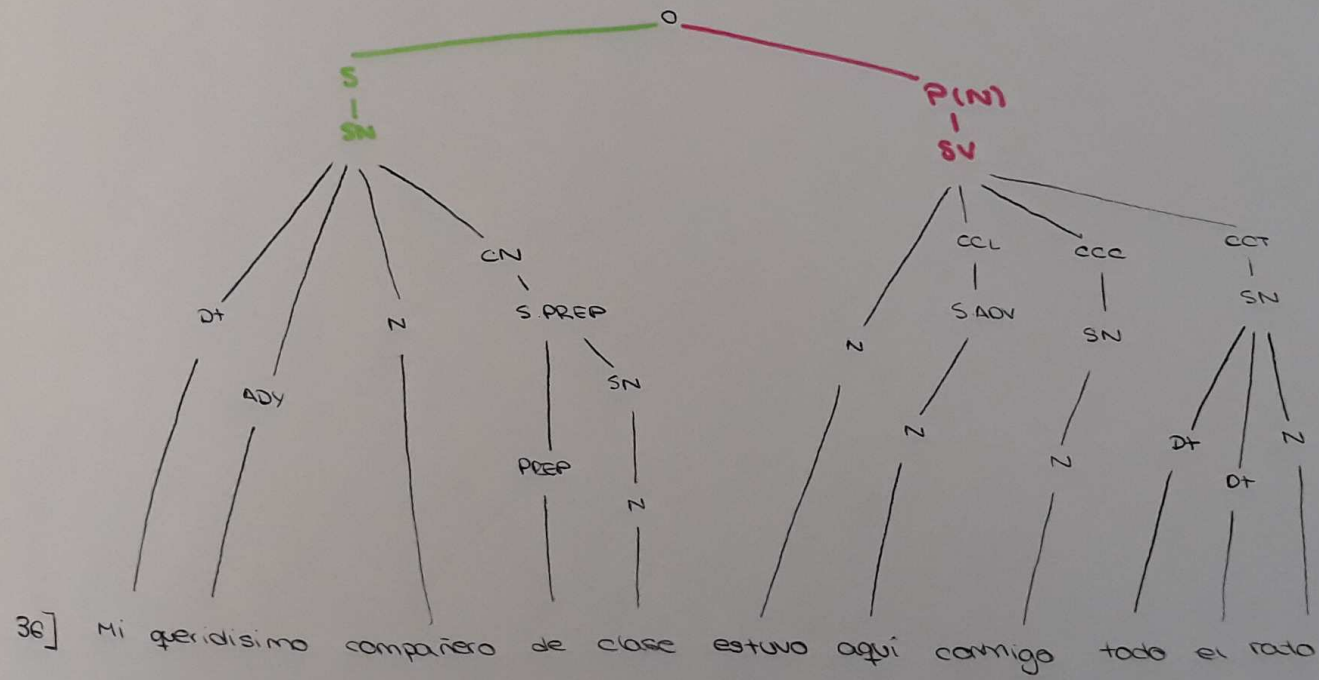 O
S
P(N)
SN
SV
CCL
CCC
CCT
CN
SN
Dt
N
S.PREP
S.ADV
N
SN
ADY
SN
N
N
Dt
N
PREP
N
Dt
N
36] Mi queridisimo compañero de clase estuvo aquí conmigo todo el rato